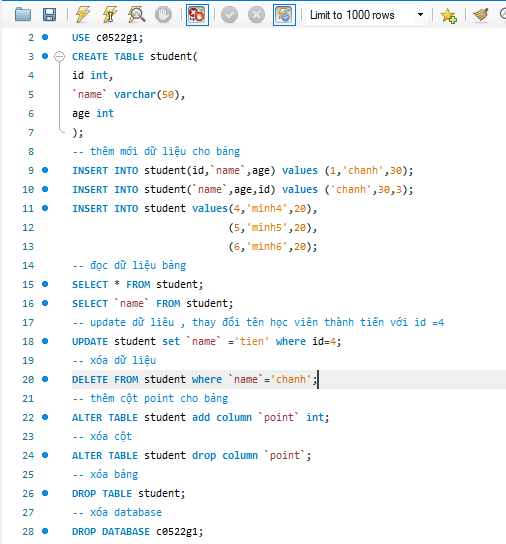 Limit to 1000 rows
2 USE c0522g1;
3 CREATE TABLE student(
4 id int,
5 `name` varchar(50),
6 age int
7 );
8 -- thêm mới dữ liệu cho bảng
9 INSERT INTO student(id,`name`,age) values (1,'chanh',30);
10 INSERT INTO student(`name`,age,id) values ('chanh',30,3);
11 INSERT INTO student values(4,'minh4',20),
12 (5,'minh5',20),
13 (6,'minh6',20);
14 -- đọc dữ liệu bảng
15 SELECT * FROM student;
16 SELECT `name` FROM student;
17 -- update dữ liêu , thay đổi tên học viên thành tiến với id =4
18 UPDATE student set `name` ='tien' where id=4;
19 -- xóa dữ liệu
20 DELETE FROM student where `name`='chanh';
21 -- thêm cột point cho bảng
22 ALTER TABLE student add column `point` int;
23 -- xóa cột
24 ALTER TABLE student drop column `point`;
25 -- xóa bảng
26 DROP TABLE student;
27 -- xóa database
28 DROP DATABASE c0522g1;